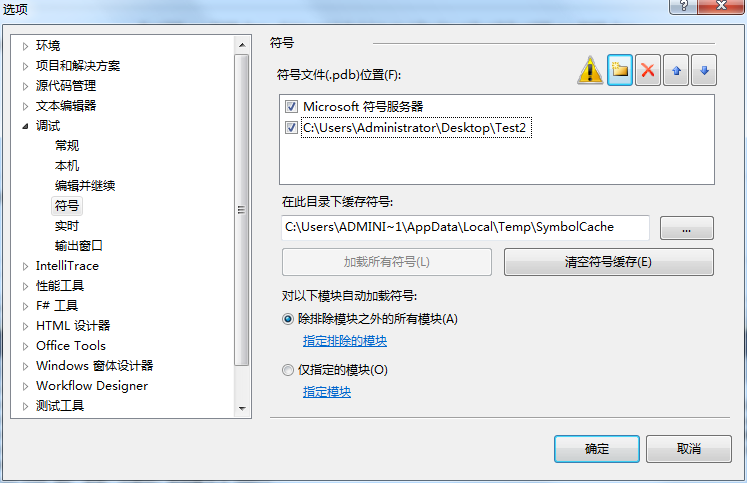 选项
环境
项目和解决方案
源代码管理
文本编辑器
调试
常规
本机
编辑并继续
符号
实时
输出窗口
IntelliTrace
性能工具
F# 工具
HTML 设计器
Office Tools
Windows 窗体设计器
Workflow Designer
测试工具
符号
符号文件(.pdb)位置(F):
Microsoft 符号服务器
C:\Users\Administrator\Desktop\Test2
在此目录下缓存符号:
C:\Users\ADMINI~1\AppData\Local\Temp\SymbolCache
...
加载所有符号(L)
清空符号缓存(E)
对以下模块自动加载符号:
除排除模块之外的所有模块(A)
指定排除的模块
仅指定的模块(O)
指定模块
确定
取消